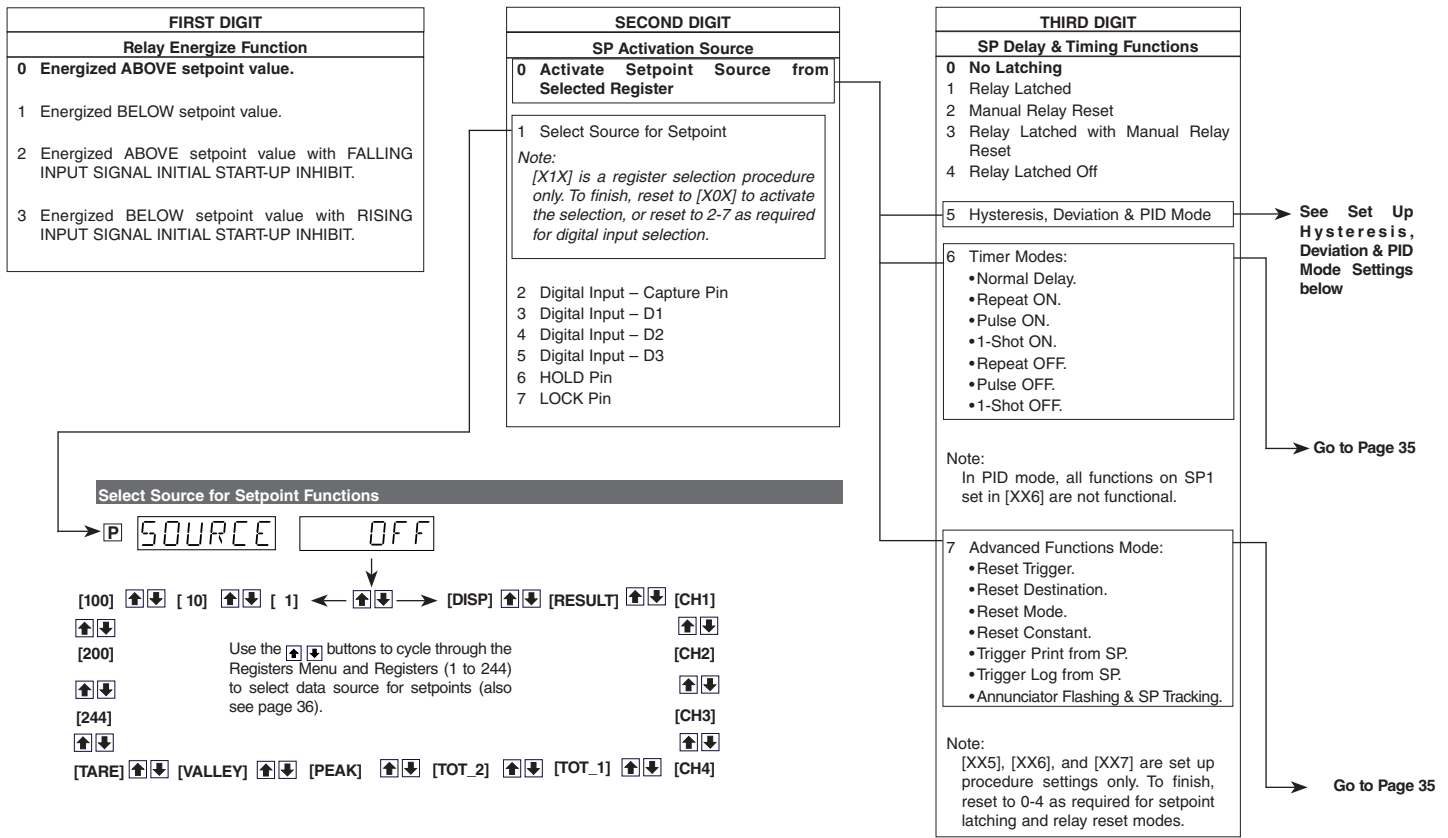 FIRST DIGIT
Relay Energize Function
0 Energized ABOVE setpoint value.
1 Energized BELOW setpoint value.
2 Energized ABOVE setpoint value with FALLING
INPUT SIGNAL INITIAL START-UP INHIBIT.
3 Energized BELOW setpoint value with RISING
INPUT SIGNAL INITIAL START-UP INHIBIT.
SECOND DIGIT
SP Activation Source
0 Activate Setpoint Source from
Selected Register
1 Select Source for Setpoint
Note:
[X1X] is a register selection procedure
only. To finish, reset to [X0X] to activate
the selection, or reset to 2-7 as required
for digital input selection.
2 Digital Input – Capture Pin
3 Digital Input – D1
4 Digital Input – D2
5 Digital Input – D3
6 HOLD Pin
7 LOCK Pin
THIRD DIGIT
SP Delay & Timing Functions
0 No Latching
1 Relay Latched
2 Manual Relay Reset
3 Relay Latched with Manual Relay
Reset
4 Relay Latched Off
5 Hysteresis, Deviation & PID Mode
See Set Up
Hysteresis,
Deviation & PID
Mode Settings
below
6 Timer Modes:
•Normal Delay.
•Repeat ON.
•Pulse ON.
•1-Shot ON.
•Repeat OFF.
•Pulse OFF.
•1-Shot OFF.
Go to Page 35
Note:
In PID mode, all functions on SP1
set in [XX6] are not functional.
7 Advanced Functions Mode:
•Reset Trigger.
•Reset Destination.
•Reset Mode.
•Reset Constant.
•Trigger Print from SP.
•Trigger Log from SP.
•Annunciator Flashing & SP Tracking.
Go to Page 35
Note:
[XX5], [XX6], and [XX7] are set up
procedure settings only. To finish,
reset to 0-4 as required for setpoint
latching and relay reset modes.
Select Source for Setpoint Functions
P SOURCE OFF
[100] [ 10] [ 1] [DISP] [RESULT] [CH1]
[200] [CH2]
Use the buttons to cycle through the
Registers Menu and Registers (1 to 244)
to select data source for setpoints (also
see page 36).
[244] [CH3]
[TARE] [VALLEY] [PEAK] [TOT_2] [TOT_1] [CH4]